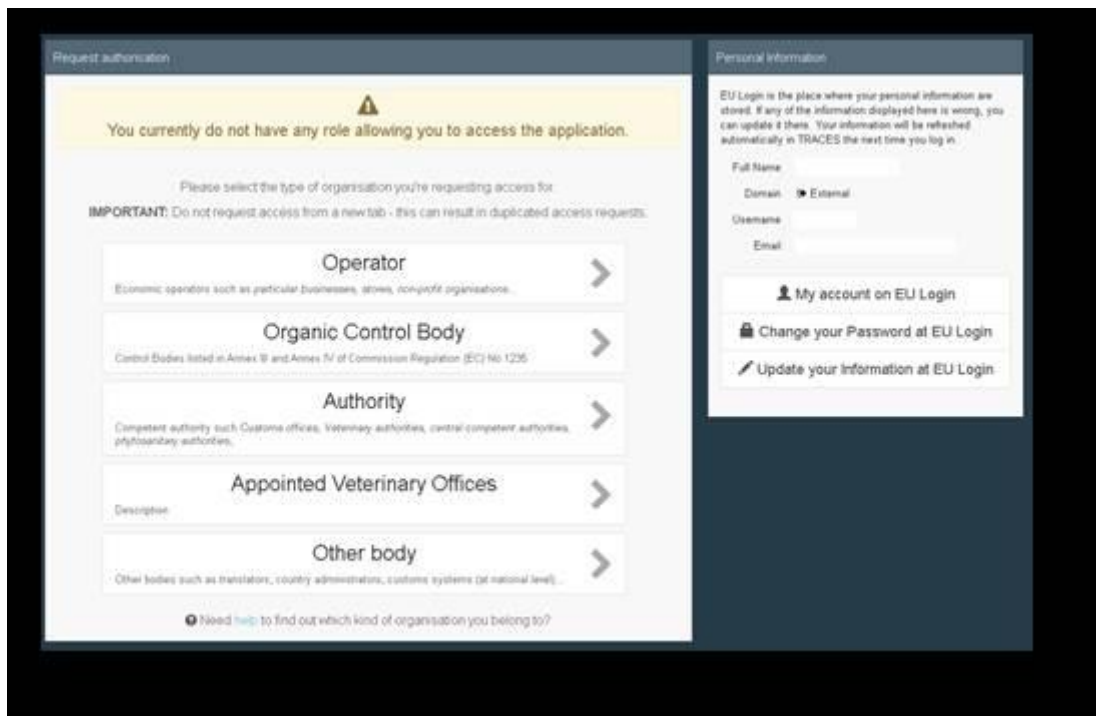 Request authorisation
You currently do not have any role allowing you to access the application.
Please select the type of organisation you're requesting access for
IMPORTANT: Do not request access from a new tab - this can result in duplicated access requests.
Operator
Economic operators such as particular businesses, stores, non-profit organisations...
Organic Control Body
Control Bodies listed in Annex III and Annex IV of Commission Regulation (EC) No 1235
Authority
Competent authority such Customs offices, Veterinary authorities, central competent authorities,
phytosanitary authorities,
Appointed Veterinary Offices
Description
Other body
Other bodies such as translators, country administrators, customs systems (at national level)...
Need help to find out which kind of organisation you belong to?
Personal Information
EU Login is the place where your personal information are
stored. If any of the information displayed here is wrong, you
can update it there. Your information will be refreshed
automatically in TRACES the next time you log in.
Full Name
Domain External
Username
Email
My account on EU Login
Change your Password at EU Login
Update your Information at EU Login